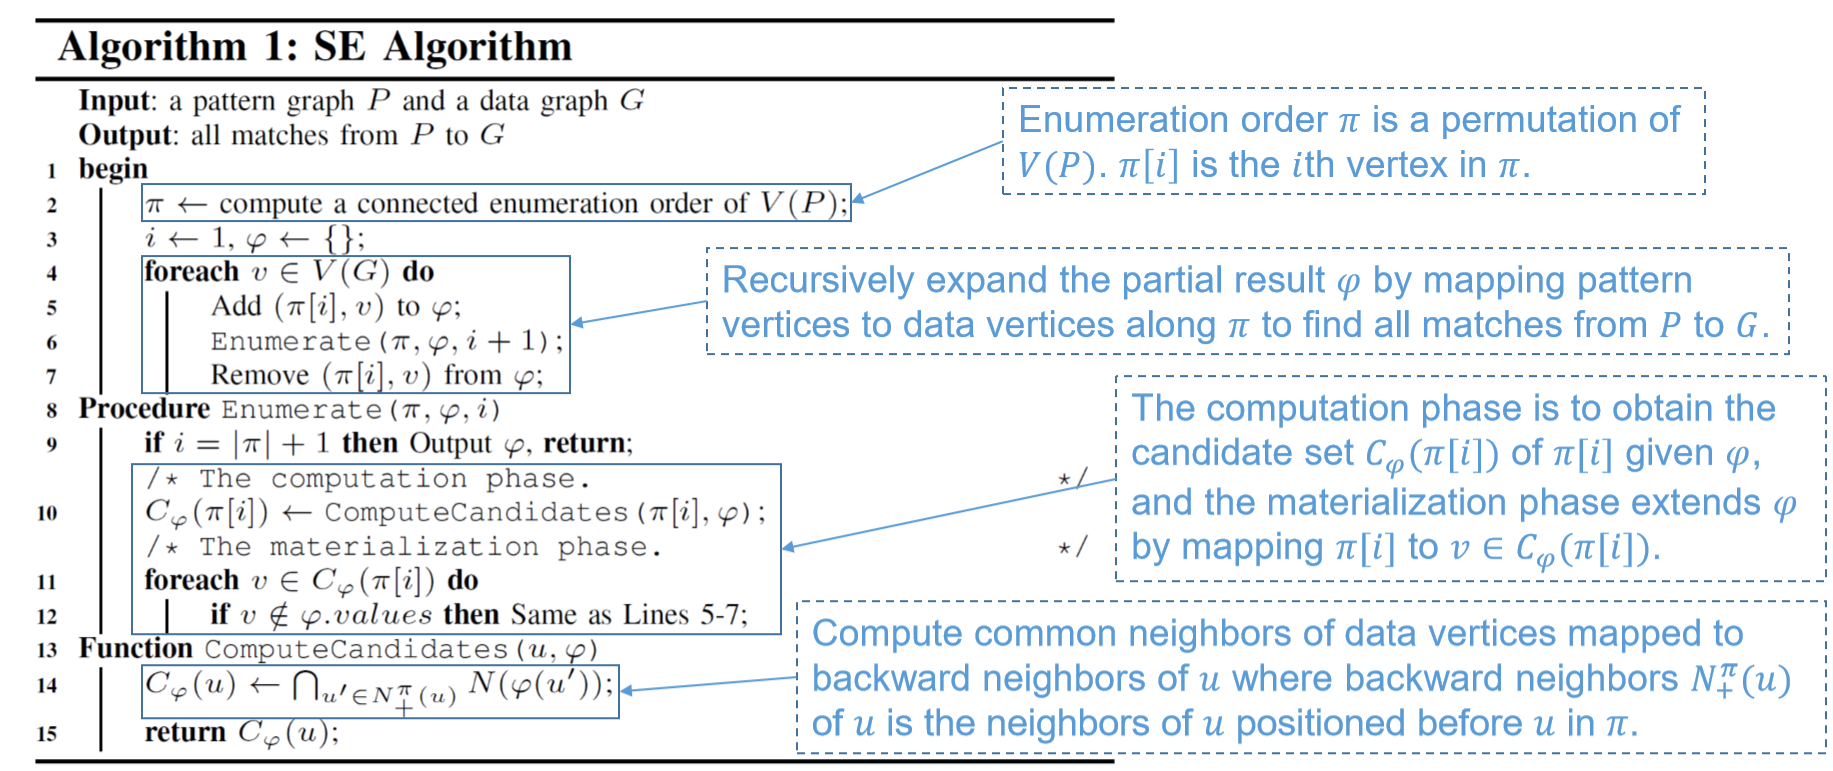 Algorithm 1: SE Algorithm
Input: a pattern graph P and a data graph G
Output: all matches from P to G
1 begin
2 π ← compute a connected enumeration order of V(P);
3 i ← 1, φ ← {};
4 foreach v ∈ V(G) do
5 Add (π[i], v) to φ;
6 Enumerate(π, φ, i + 1);
7 Remove (π[i], v) from φ;
8 Procedure Enumerate(π, φ, i)
9 if i = |π| + 1 then Output φ, return;
/* The computation phase. */
10 C_φ(π[i]) ← ComputeCandidates(π[i], φ);
/* The materialization phase. */
11 foreach v ∈ C_φ(π[i]) do
12 if v ∉ φ.values then Same as Lines 5-7;
13 Function ComputeCandidates(u, φ)
14 C_φ(u) ← ⋂_{u′∈N_+^π(u)} N(φ(u′));
15 return C_φ(u);
Enumeration order π is a permutation of
V(P). π[i] is the ith vertex in π.
Recursively expand the partial result φ by mapping pattern
vertices to data vertices along π to find all matches from P to G.
The computation phase is to obtain the
candidate set C_φ(π[i]) of π[i] given φ,
and the materialization phase extends φ
by mapping π[i] to v ∈ C_φ(π[i]).
Compute common neighbors of data vertices mapped to
backward neighbors of u where backward neighbors N_+^π(u)
of u is the neighbors of u positioned before u in π.